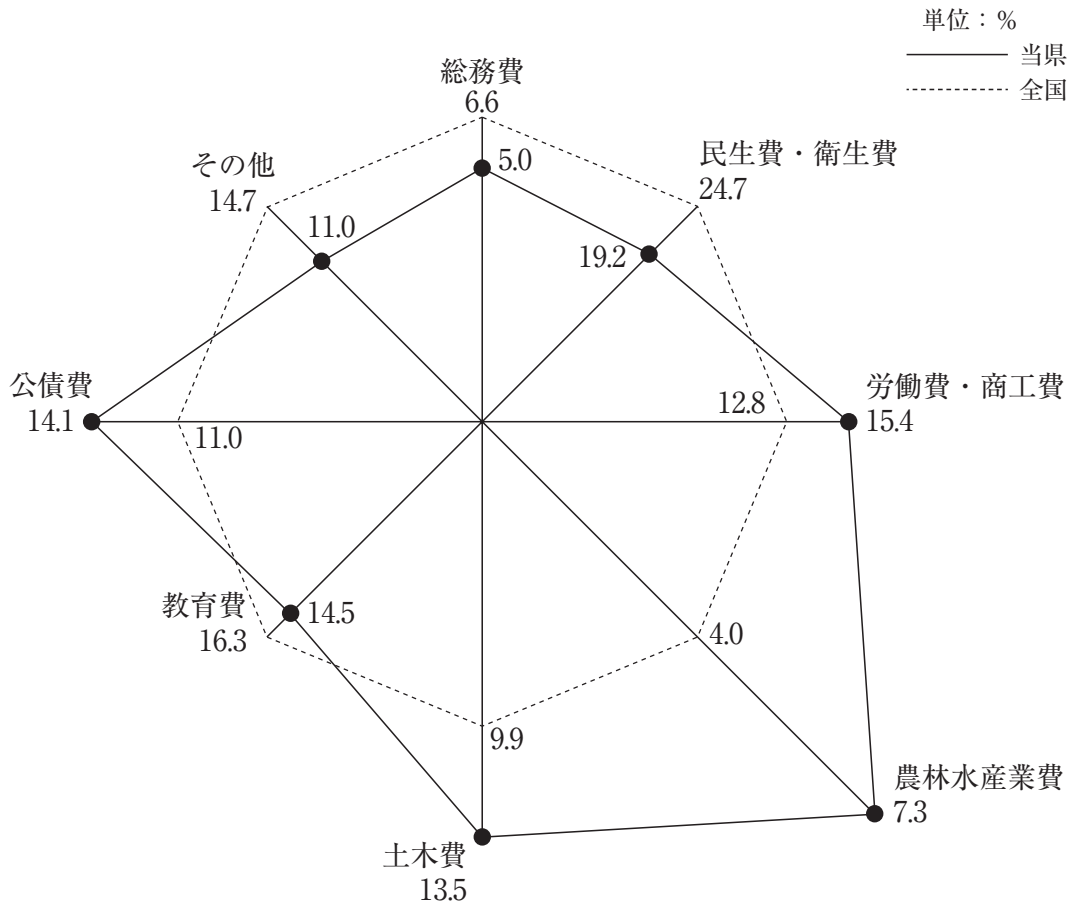 単位：%
当県
全国
総務費
6.6
5.0
民生費・衛生費
24.7
19.2
その他
14.7
11.0
公債費
14.1
11.0
12.8
労働費・商工費
15.4
教育費
16.3
14.5
4.0
9.9
農林水産業費
7.3
土木費
13.5